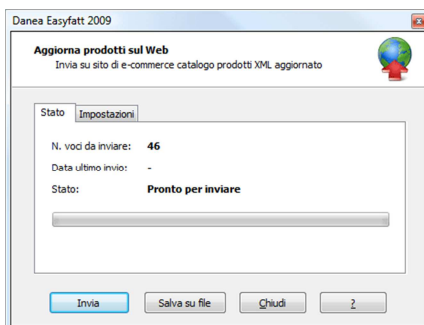 Danea Easyfatt 2009
Aggiorna prodotti sul Web
Invia su sito di e-commerce catalogo prodotti XML aggiornato
Stato
Impostazioni
N. voci da inviare: 46
Data ultimo invio: -
Stato: Pronto per inviare
Invia
Salva su file
Chiudi
?